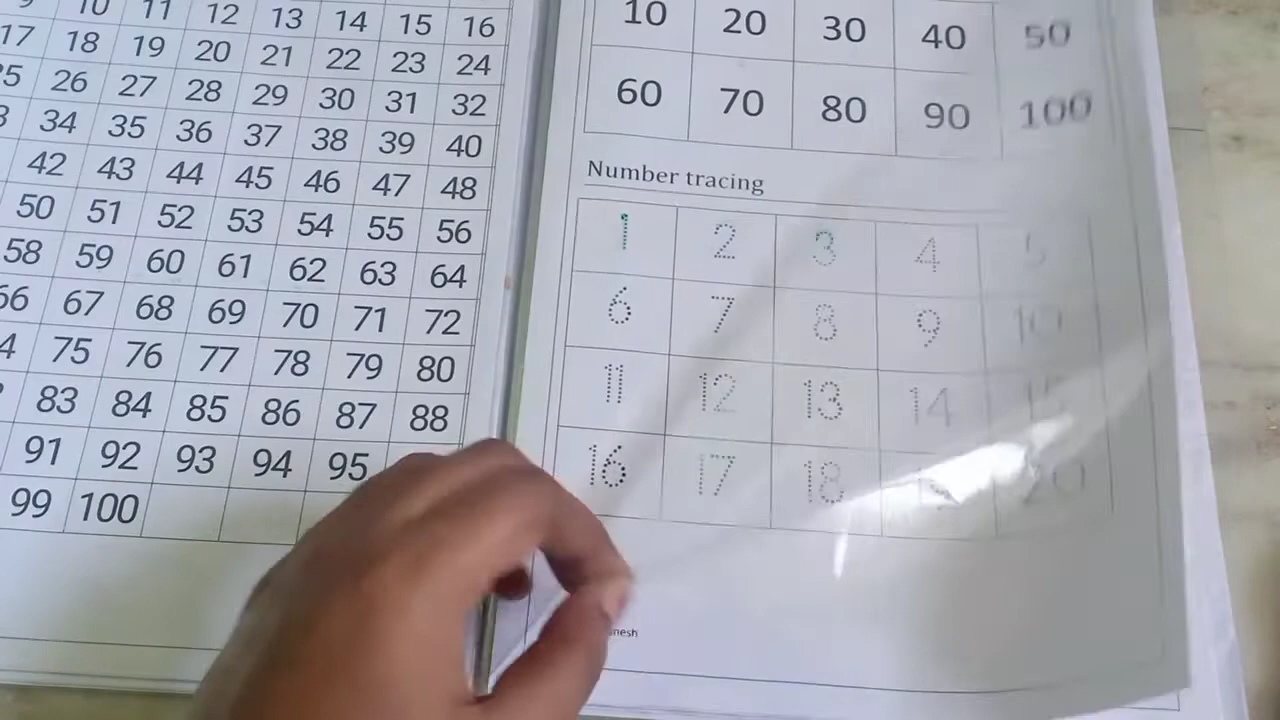 10 11 12 13 14 15 16
17 18 19 20 21 22 23 24
26 27 28 29 30 31 32
34 35 36 37 38 39 40
42 43 44 45 46 47 48
50 51 52 53 54 55 56
58 59 60 61 62 63 64
66 67 68 69 70 71 72
75 76 77 78 79 80
83 84 85 86 87 88
91 92 93 94 95
99 100
10 20 30 40 50
60 70 80 90 100
Number tracing
1 2 3 4 5
6 7 8 9 10
11 12 13 14
16 17 18 19 20